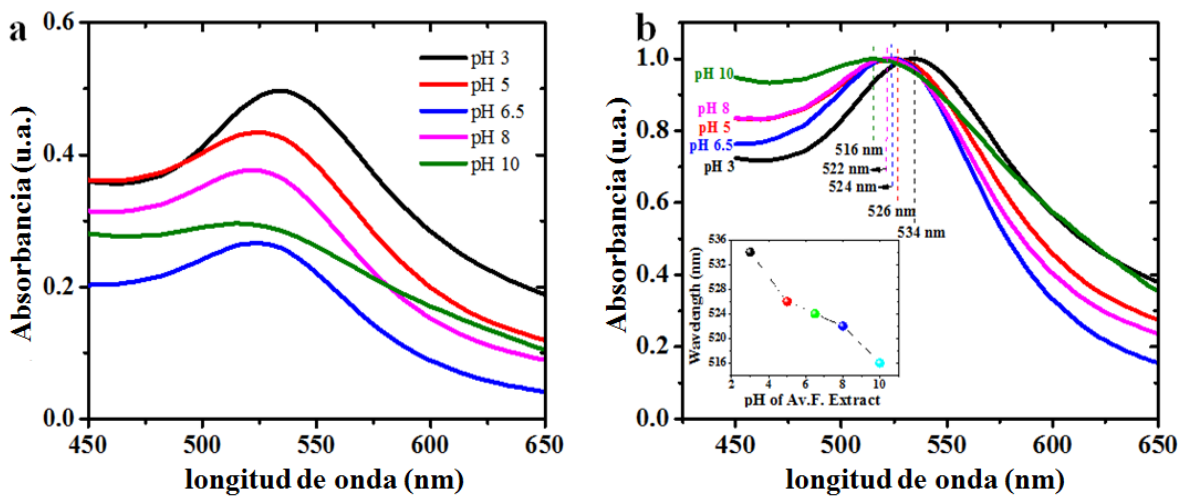 a
Absorbancia (u.a.)
0.6
0.4
0.2
0.0
pH 3
pH 5
pH 6.5
pH 8
pH 10
450 500 550 600 650
longitud de onda (nm)
b
Absorbancia (u.a.)
1.0
0.8
0.6
0.4
0.2
0.0
pH 10
pH 8
pH 5
pH 6.5
pH 3
516 nm
522 nm
524 nm
526 nm
534 nm
Wavelength (nm)
536
532
528
524
520
516
2 4 6 8 10
pH of Av.F. Extract
450 500 550 600 650
longitud de onda (nm)